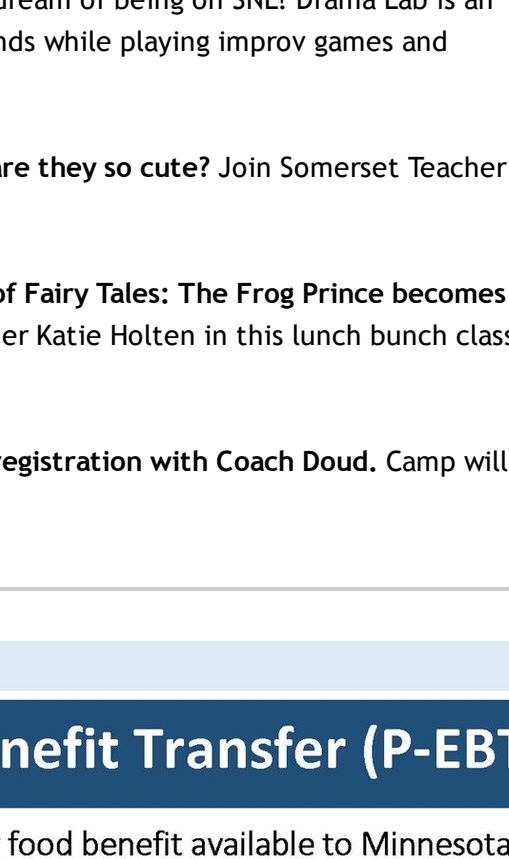 dream of being on SNL! Drama Lab is an
nds while playing improv games and
are they so cute? Join Somerset Teacher
of Fairy Tales: The Frog Prince becomes
er Katie Holten in this lunch bunch class
registration with Coach Doud. Camp will
nefit Transfer (P-EBT
food benefit available to Minnesota